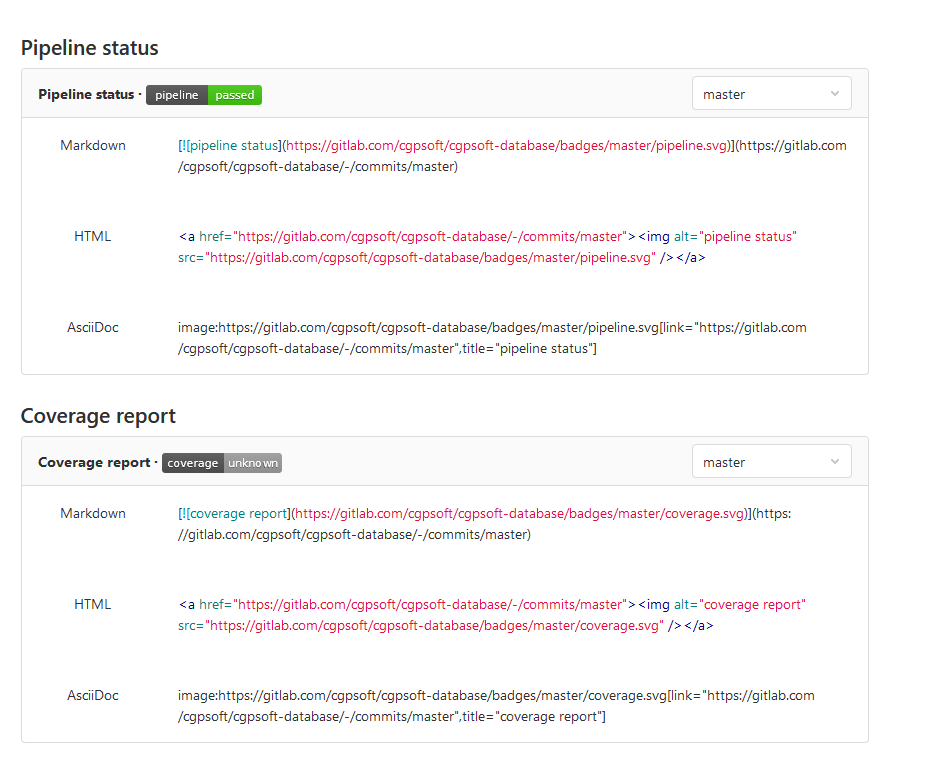 Pipeline status
Pipeline status · pipeline passed master
Markdown [![pipeline status](https://gitlab.com/cgpsoft/cgpsoft-database/badges/master/pipeline.svg)](https://gitlab.com
/cgpsoft/cgpsoft-database/-/commits/master)
HTML <a href="https://gitlab.com/cgpsoft/cgpsoft-database/-/commits/master"><img alt="pipeline status"
src="https://gitlab.com/cgpsoft/cgpsoft-database/badges/master/pipeline.svg" /></a>
AsciiDoc image:https://gitlab.com/cgpsoft/cgpsoft-database/badges/master/pipeline.svg[link="https://gitlab.com
/cgpsoft/cgpsoft-database/-/commits/master",title="pipeline status"]
Coverage report
Coverage report · coverage unknown master
Markdown [![coverage report](https://gitlab.com/cgpsoft/cgpsoft-database/badges/master/coverage.svg)](https:
//gitlab.com/cgpsoft/cgpsoft-database/-/commits/master)
HTML <a href="https://gitlab.com/cgpsoft/cgpsoft-database/-/commits/master"><img alt="coverage report"
src="https://gitlab.com/cgpsoft/cgpsoft-database/badges/master/coverage.svg" /></a>
AsciiDoc image:https://gitlab.com/cgpsoft/cgpsoft-database/badges/master/coverage.svg[link="https://gitlab.com
/cgpsoft/cgpsoft-database/-/commits/master",title="coverage report"]